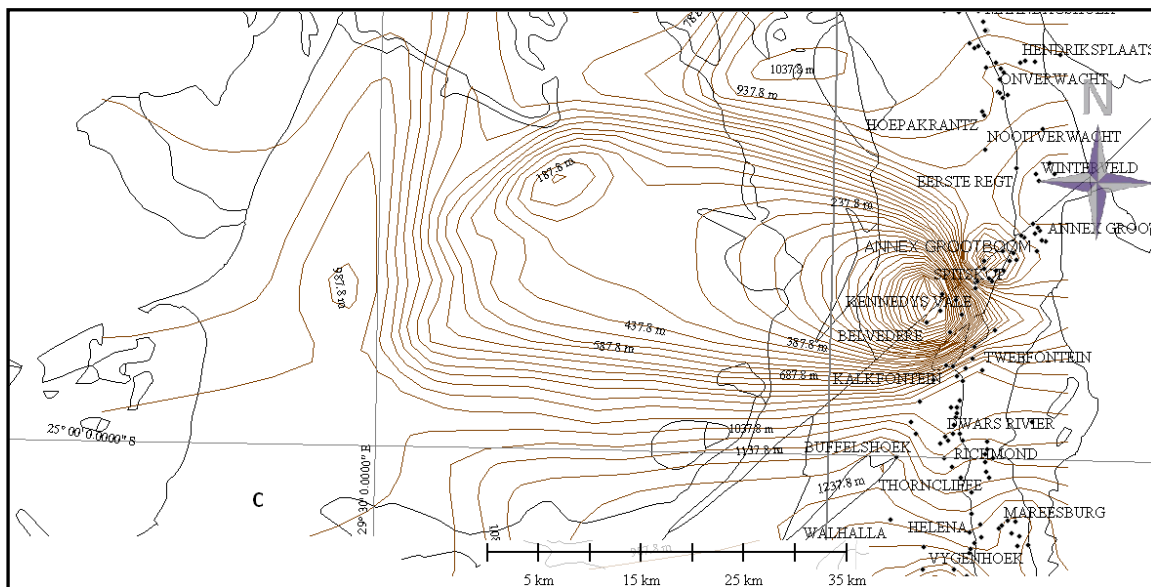 1037.8 m
HENDRIKSPLAATS
ONVERWACHT
937.8 m
HOEPAKRANTZ
NOOITVERWACHT
N
187.8 m
EERSTE REGT
WINTERVELD
237.8 m
ANNEX GROOTBOOM
ANNEX GROO
SPITSKOP
987.8 m
KENNEDYS VALE
437.8 m
587.8 m
387.8 m
BELVEDERE
TWEEFONTEIN
687.8 m
KALKFONTEIN
25° 00' 0.0000" S
1037.8 m
DWARS RIVIER
1137.8 m
BUFFELSHOEK
RICHMOND
29° 30' 0.0000" E
1237.8 m
THORNCLIFFE
C
MAREESBURG
HELENA
WALHALLA
VYGENHOEK
5 km
15 km
25 km
35 km